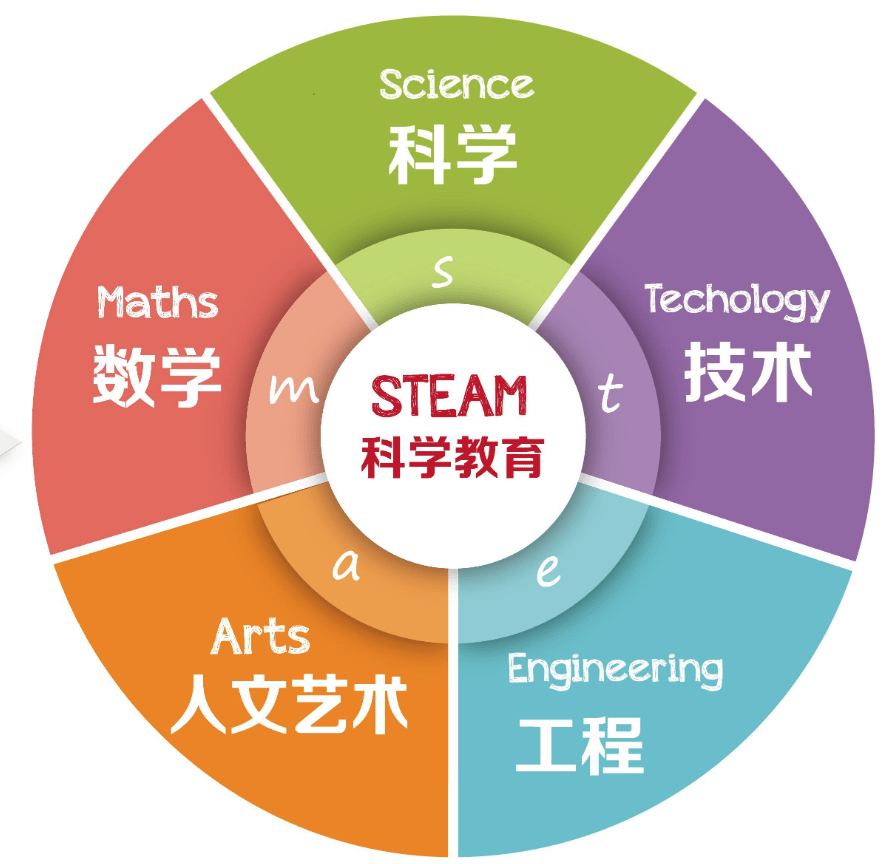 Science
科学
s
Techology
技术
t
Engineering
工程
e
Arts
人文艺术
a
Maths
数学
m
STEAM
科学教育